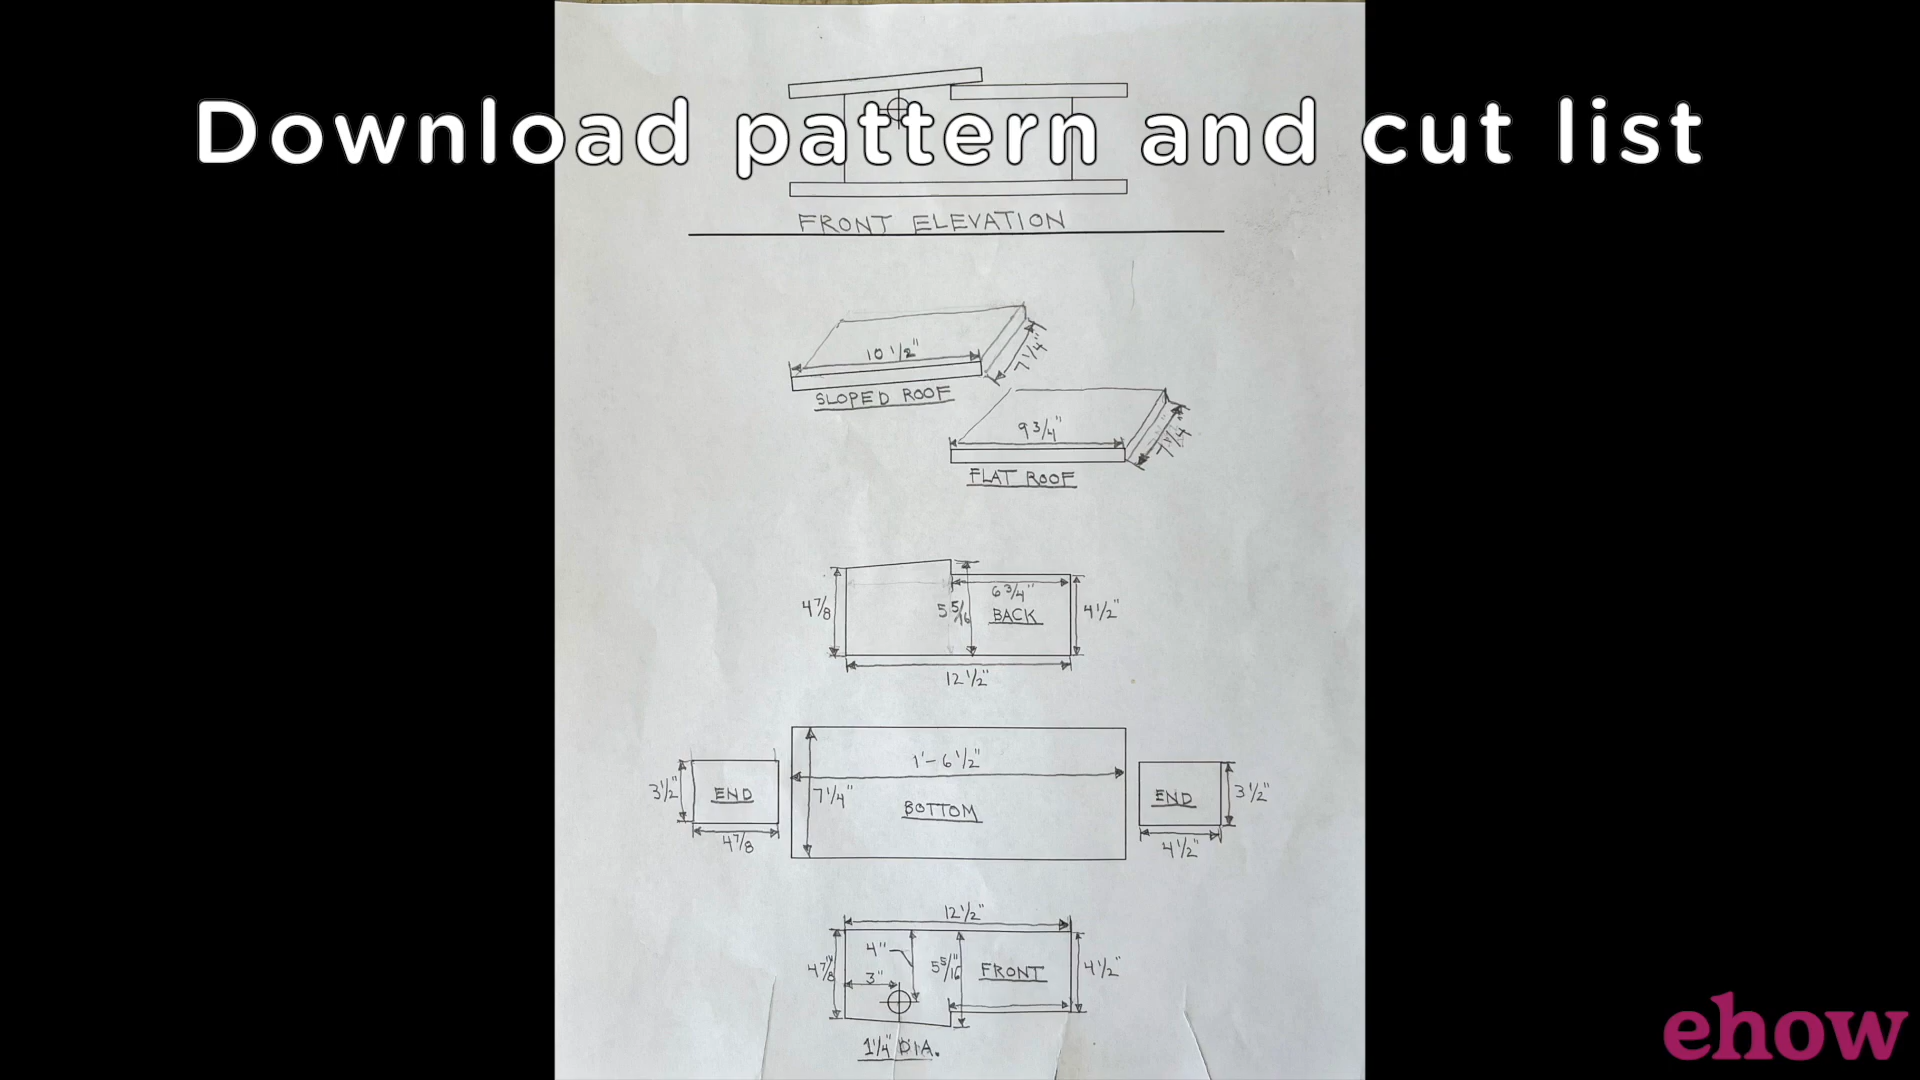 Download pattern and cut list
FRONT ELEVATION
10 1/2"
7 1/4"
SLOPED ROOF
9 3/4"
7 1/4"
FLAT ROOF
4 7/8
5 5/16
6 3/4"
BACK
4 1/2"
12 1/2"
1'-6 1/2"
3 1/2"
END
7 1/4"
BOTTOM
END
3 1/2"
4 7/8
4 1/2"
12 1/2"
4"
4 7/8"
3"
5 5/16"
FRONT
4 1/2"
1 1/4" DIA.
ehow